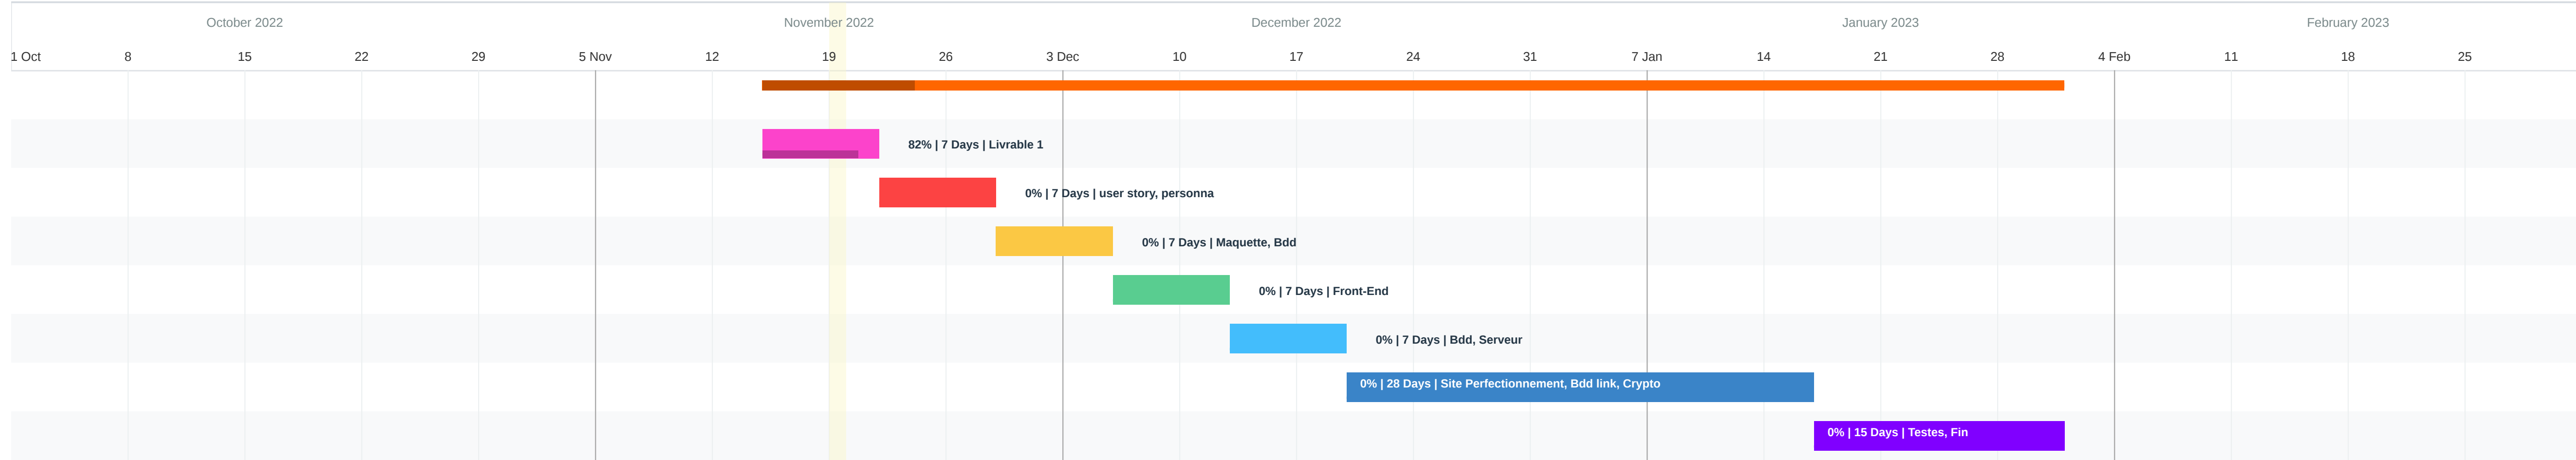 October 2022 November 2022 December 2022 January 2023 February 2023
1 Oct 8 15 22 29 5 Nov 12 19 26 3 Dec 10 17 24 31 7 Jan 14 21 28 4 Feb 11 18 25
82% | 7 Days | Livrable 1
0% | 7 Days | user story, personna
0% | 7 Days | Maquette, Bdd
0% | 7 Days | Front-End
0% | 7 Days | Bdd, Serveur
0% | 28 Days | Site Perfectionnement, Bdd link, Crypto
0% | 15 Days | Testes, Fin